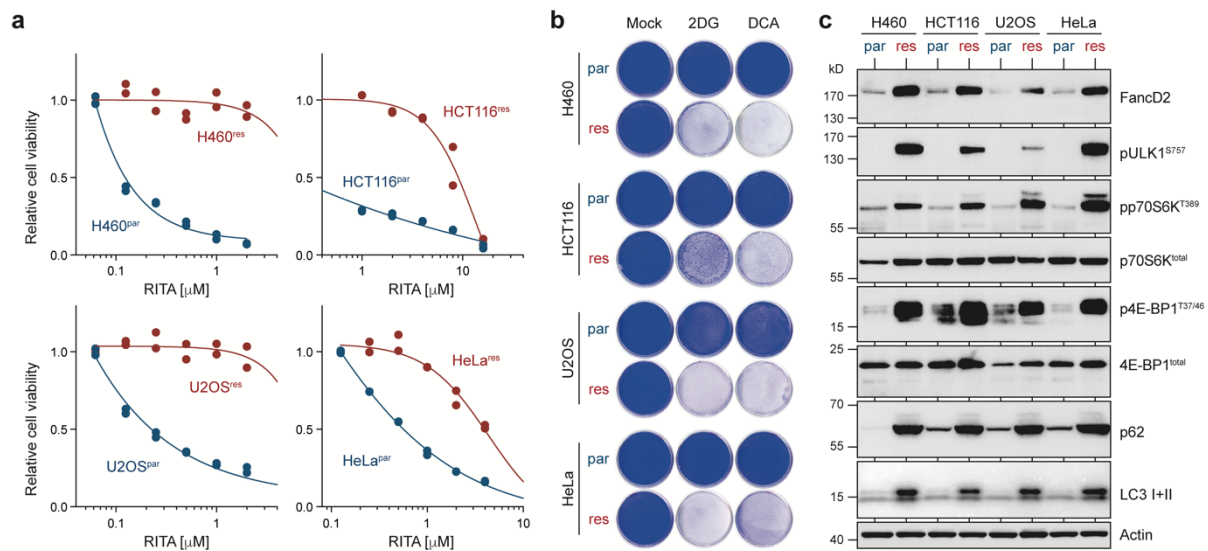 a
Relative cell viability
1.0
0.5
0.0
H460res
H460par
0.1
1
RITA [μM]
1.0
0.5
0.0
HCT116res
HCT116par
1
10
RITA [μM]
Relative cell viability
1.0
0.5
0.0
U2OSres
U2OSpar
0.1
1
RITA [μM]
1.0
0.5
0.0
HeLares
HeLapar
0.1
1
10
RITA [μM]
b
Mock 2DG DCA
H460
par
res
HCT116
par
res
U2OS
par
res
HeLa
par
res
c
H460 HCT116 U2OS HeLa
par res par res par res par res
kD
170
130
FancD2
170
130
pULK1S757
55
pp70S6KT389
55
p70S6Ktotal
15
p4E-BP1T37/46
25
15
4E-BP1total
70
55
p62
15
LC3 I+II
Actin